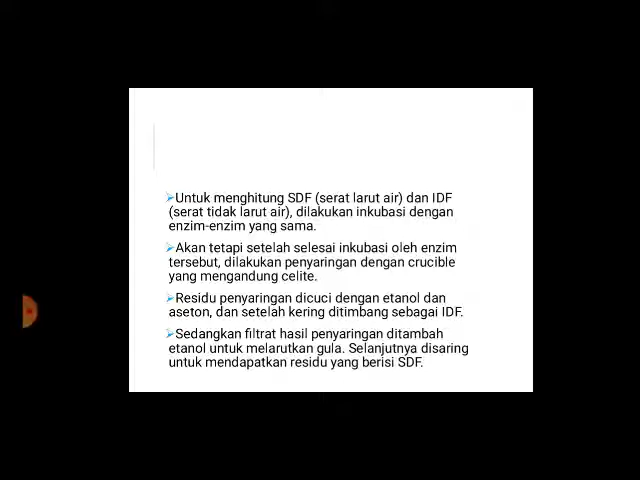 Untuk menghitung SDF (serat larut air) dan IDF
(serat tidak larut air), dilakukan inkubasi dengan
enzim-enzim yang sama.
Akan tetapi setelah selesai inkubasi oleh enzim
tersebut, dilakukan penyaringan dengan crucible
yang mengandung celite.
Residu penyaringan dicuci dengan etanol dan
aseton, dan setelah kering ditimbang sebagai IDF.
Sedangkan filtrat hasil penyaringan ditambah
etanol untuk melarutkan gula. Selanjutnya disaring
untuk mendapatkan residu yang berisi SDF.